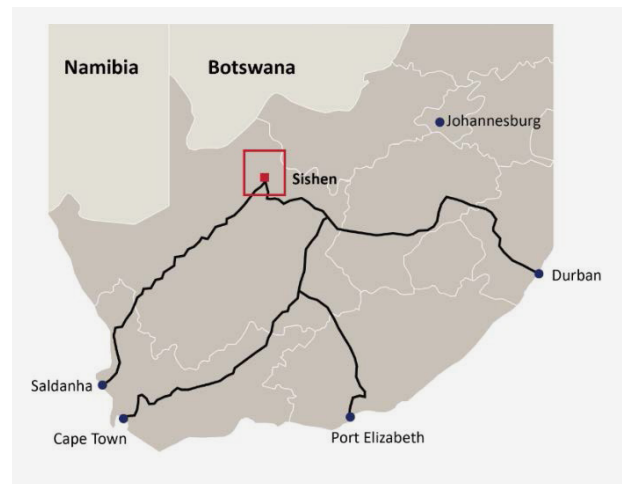 Namibia
Botswana
Johannesburg
Sishen
Durban
Saldanha
Cape Town
Port Elizabeth